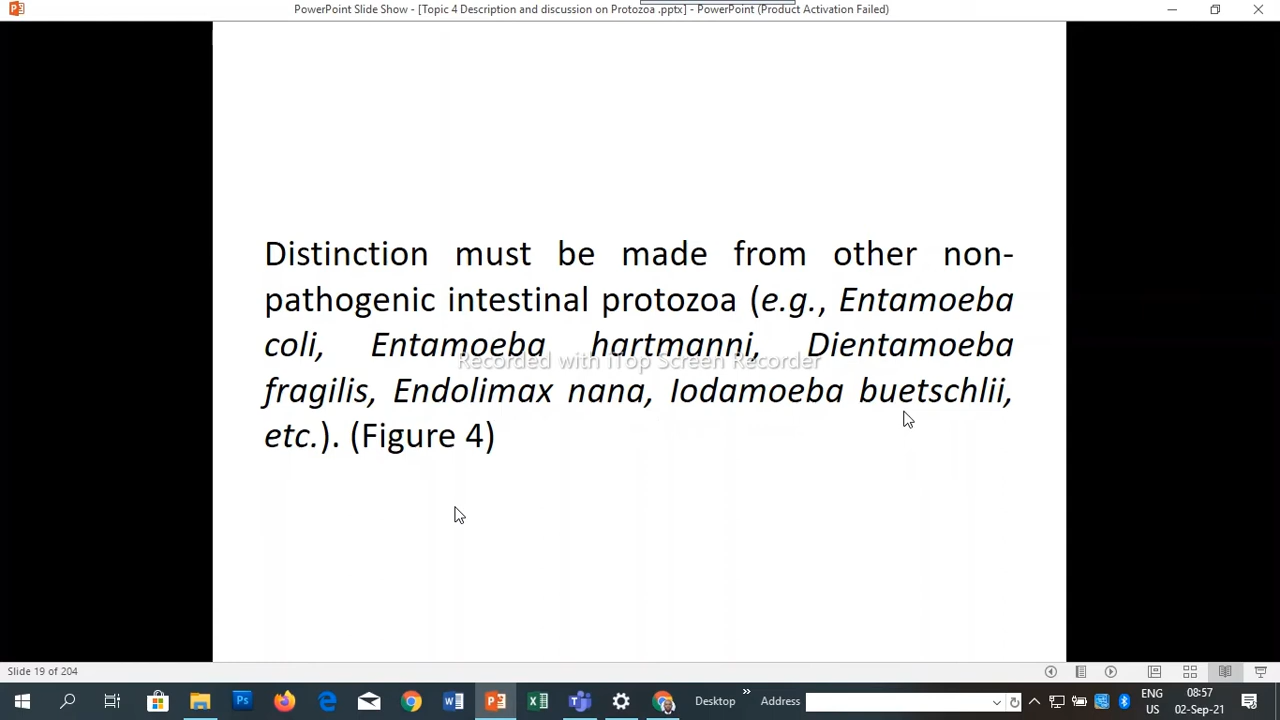 PowerPoint Slide Show - [Topic 4 Description and discussion on Protozoa .pptx] - PowerPoint (Product Activation Failed)
Distinction must be made from other non-
pathogenic intestinal protozoa (e.g., Entamoeba
coli, Entamoeba hartmanni, Dientamoeba
Recorded with iTop Screen Recorder
fragilis, Endolimax nana, Iodamoeba buetschlii,
etc.). (Figure 4)
Slide 19 of 204
Ps
Desktop
Address
ENG
US
08:57
02-Sep-21